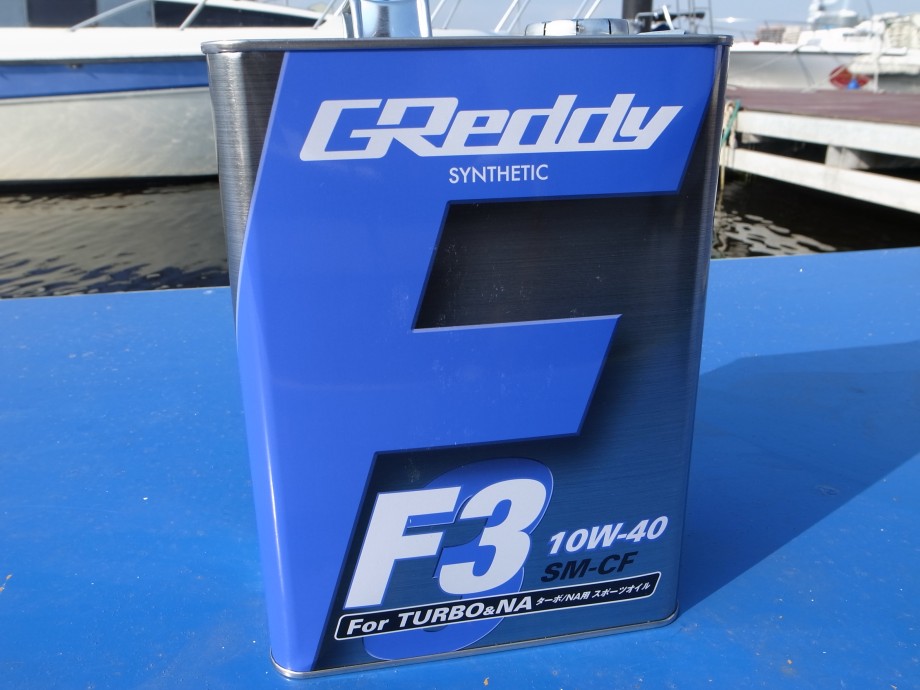 GReddy
SYNTHETIC
F3
10W-40
SM-CF
For TURBO&NA ターボ/NA用 スポーツオイル